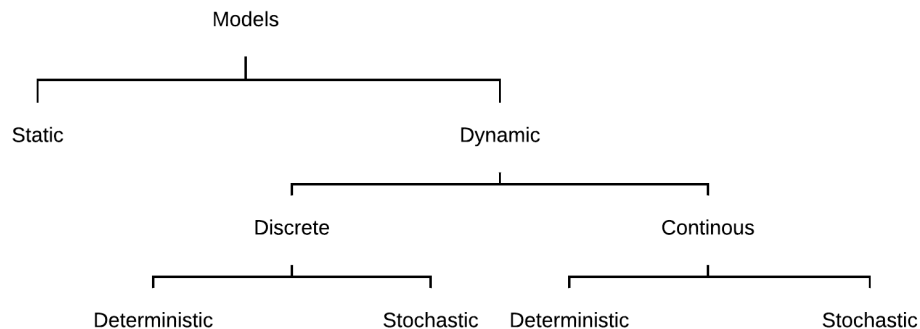 Models
Static Dynamic
Discrete Continous
Deterministic Stochastic Deterministic Stochastic